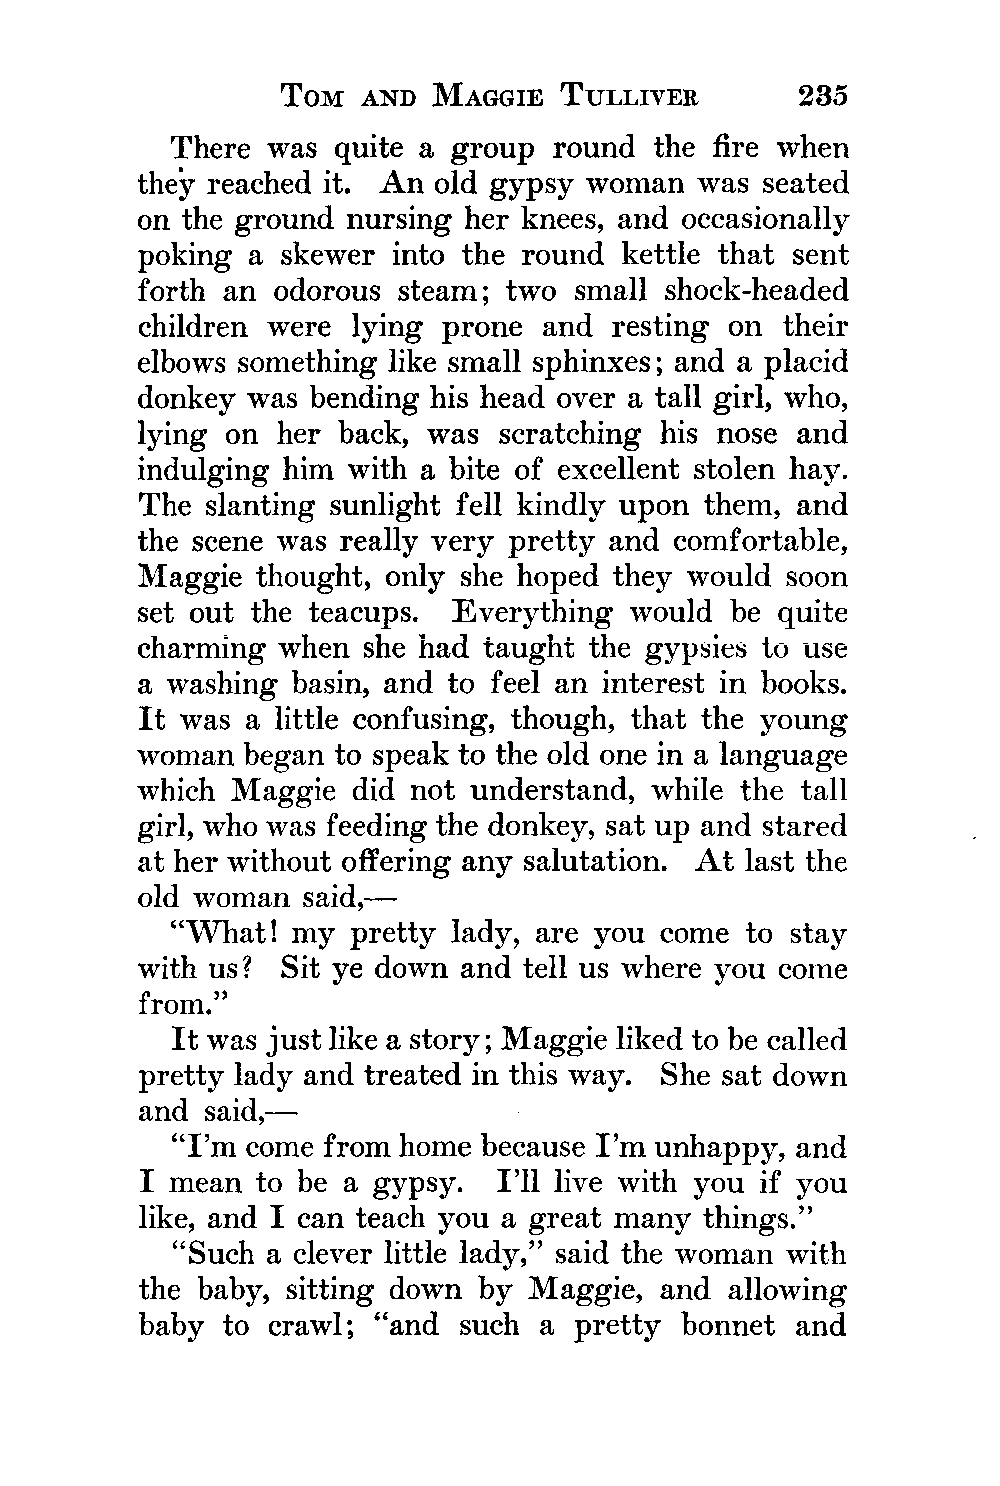 TOM AND MAGGIE TULLIVER 235
There was quite a group round the fire when
they reached it. An old gypsy woman was seated
on the ground nursing her knees, and occasionally
poking a skewer into the round kettle that sent
forth an odorous steam; two small shock-headed
children were lying prone and resting on their
elbows something like small sphinxes; and a placid
donkey was bending his head over a tall girl, who,
lying on her back, was scratching his nose and
indulging him with a bite of excellent stolen hay.
The slanting sunlight fell kindly upon them, and
the scene was really very pretty and comfortable,
Maggie thought, only she hoped they would soon
set out the teacups. Everything would be quite
charming when she had taught the gypsies to use
a washing basin, and to feel an interest in books.
It was a little confusing, though, that the young
woman began to speak to the old one in a language
which Maggie did not understand, while the tall
girl, who was feeding the donkey, sat up and stared
at her without offering any salutation. At last the
old woman said,—
“What! my pretty lady, are you come to stay
with us? Sit ye down and tell us where you come
from.”
It was just like a story; Maggie liked to be called
pretty lady and treated in this way. She sat down
and said,—
“I’m come from home because I’m unhappy, and
I mean to be a gypsy. I’ll live with you if you
like, and I can teach you a great many things.”
“Such a clever little lady,” said the woman with
the baby, sitting down by Maggie, and allowing
baby to crawl; “and such a pretty bonnet and